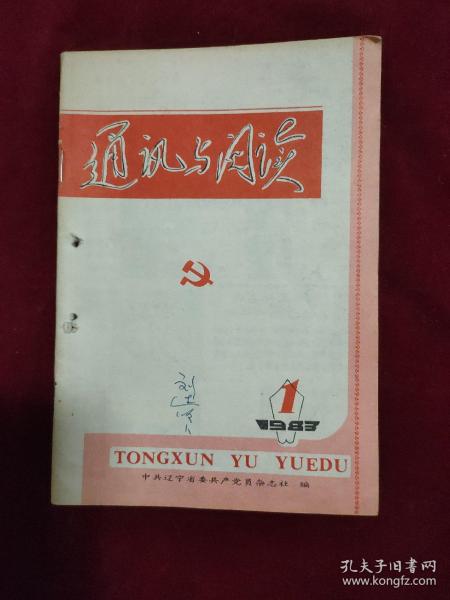 通讯与阅读
1
1983
TONGXUN YU YUEDU
中共辽宁省委共产党员杂志社 编
孔夫子旧书网
www.kongfz.com